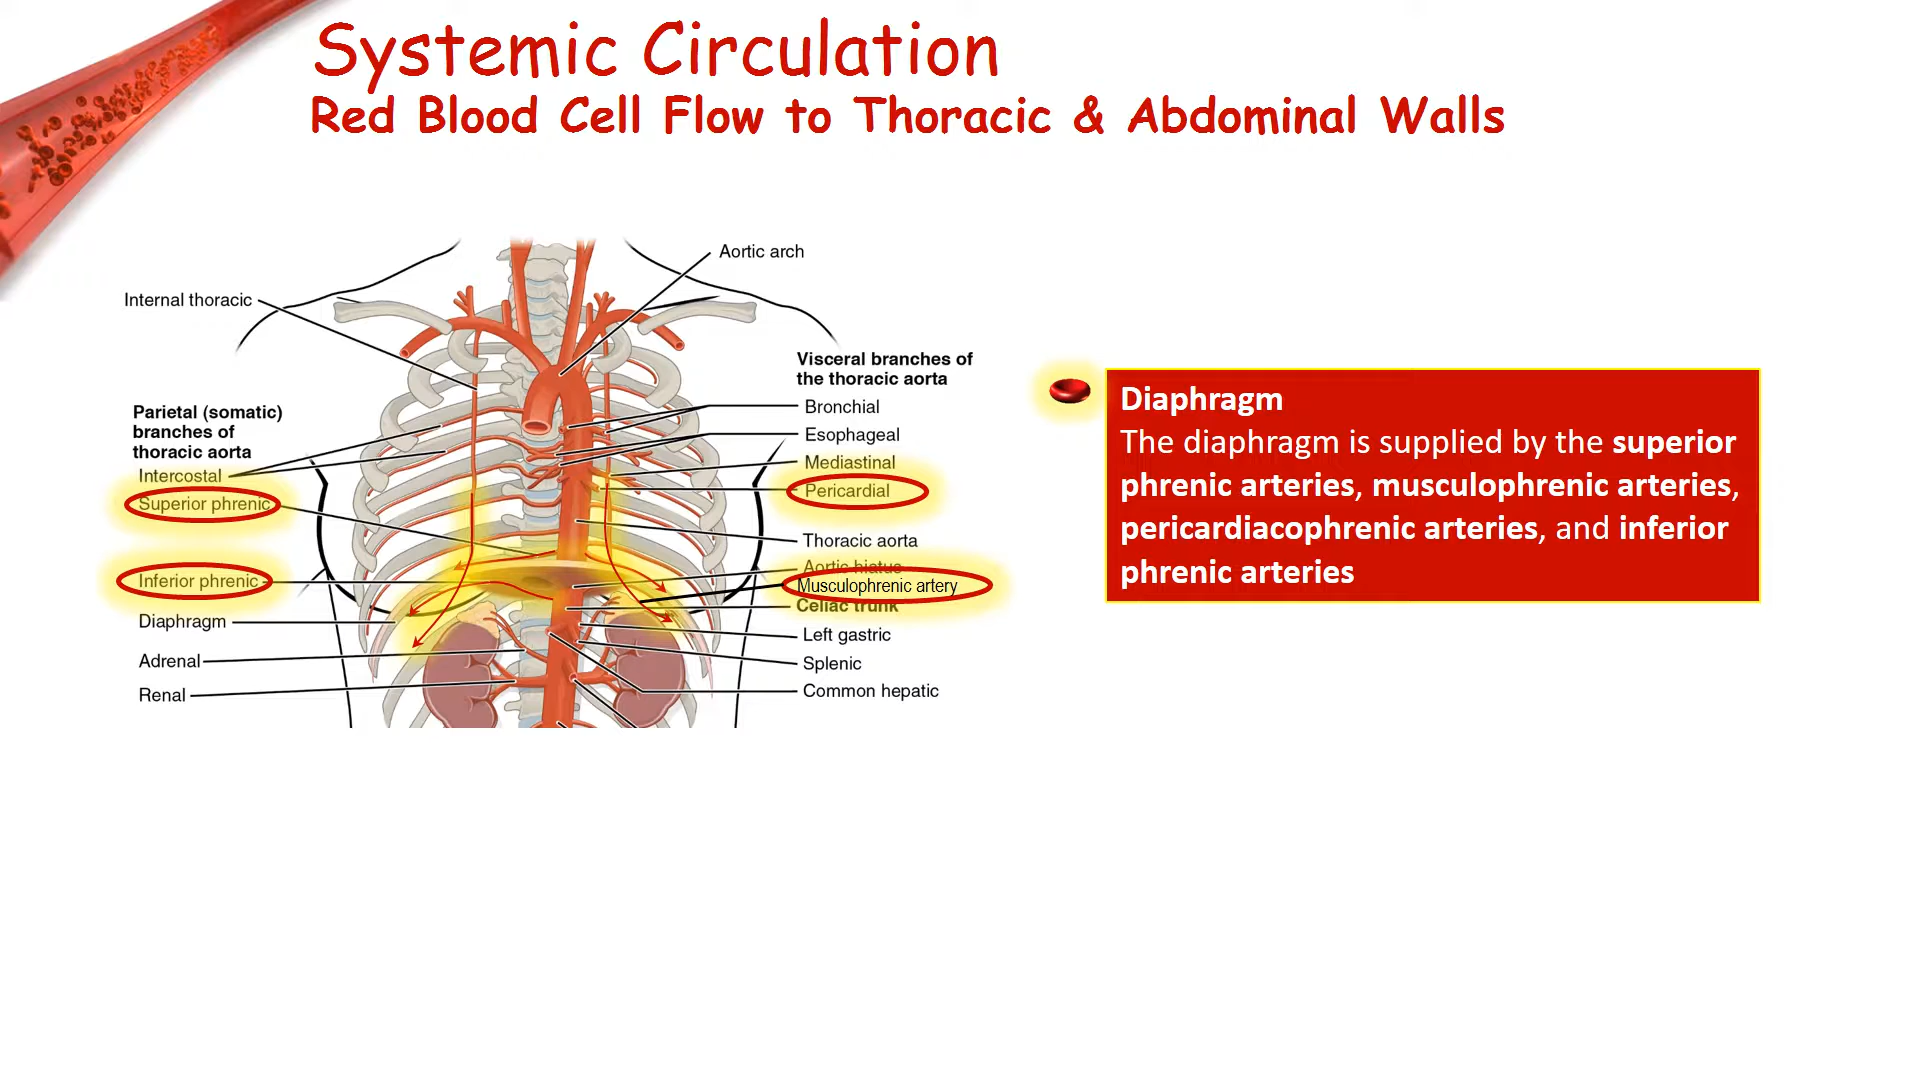 Systemic Circulation
Red Blood Cell Flow to Thoracic & Abdominal Walls
Aortic arch
Internal thoracic
Visceral branches of
the thoracic aorta
Bronchial
Esophageal
Mediastinal
Pericardial
Thoracic aorta
Aortic hiatus
Musculophrenic artery
Celiac trunk
Left gastric
Splenic
Common hepatic
Parietal (somatic)
branches of
thoracic aorta
Intercostal
Superior phrenic
Inferior phrenic
Diaphragm
Adrenal
Renal
Diaphragm
The diaphragm is supplied by the superior
phrenic arteries, musculophrenic arteries,
pericardiacophrenic arteries, and inferior
phrenic arteries